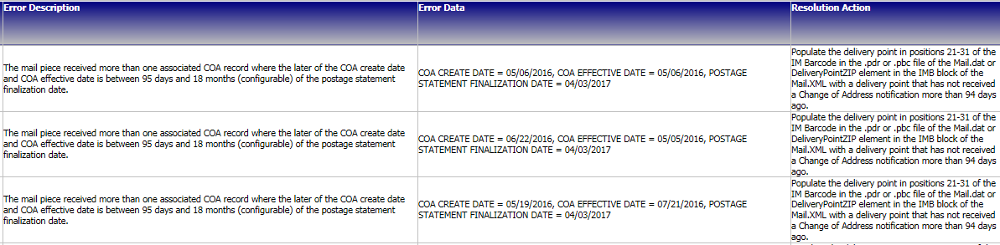 Error Description
Error Data
Resolution Action
The mail piece received more than one associated COA record where the later of the COA create date
and COA effective date is between 95 days and 18 months (configurable) of the postage statement
finalization date.
COA CREATE DATE = 05/06/2016, COA EFFECTIVE DATE = 05/06/2016, POSTAGE
STATEMENT FINALIZATION DATE = 04/03/2017
Populate the delivery point in positions 21-31 of the
IM Barcode in the .pdr or .pbc file of the Mail.dat or
DeliveryPointZIP element in the IMB block of the
Mail.XML with a delivery point that has not received
a Change of Address notification more than 94 days
ago.
The mail piece received more than one associated COA record where the later of the COA create date
and COA effective date is between 95 days and 18 months (configurable) of the postage statement
finalization date.
COA CREATE DATE = 06/22/2016, COA EFFECTIVE DATE = 05/05/2016, POSTAGE
STATEMENT FINALIZATION DATE = 04/03/2017
Populate the delivery point in positions 21-31 of the
IM Barcode in the .pdr or .pbc file of the Mail.dat or
DeliveryPointZIP element in the IMB block of the
Mail.XML with a delivery point that has not received
a Change of Address notification more than 94 days
ago.
The mail piece received more than one associated COA record where the later of the COA create date
and COA effective date is between 95 days and 18 months (configurable) of the postage statement
finalization date.
COA CREATE DATE = 05/19/2016, COA EFFECTIVE DATE = 07/21/2016, POSTAGE
STATEMENT FINALIZATION DATE = 04/03/2017
Populate the delivery point in positions 21-31 of the
IM Barcode in the .pdr or .pbc file of the Mail.dat or
DeliveryPointZIP element in the IMB block of the
Mail.XML with a delivery point that has not received
a Change of Address notification more than 94 days
ago.